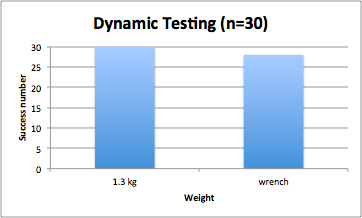 Dynamic Testing (n=30)
30
25
20
15
10
5
0
Success number
1.3 kg
wrench
Weight